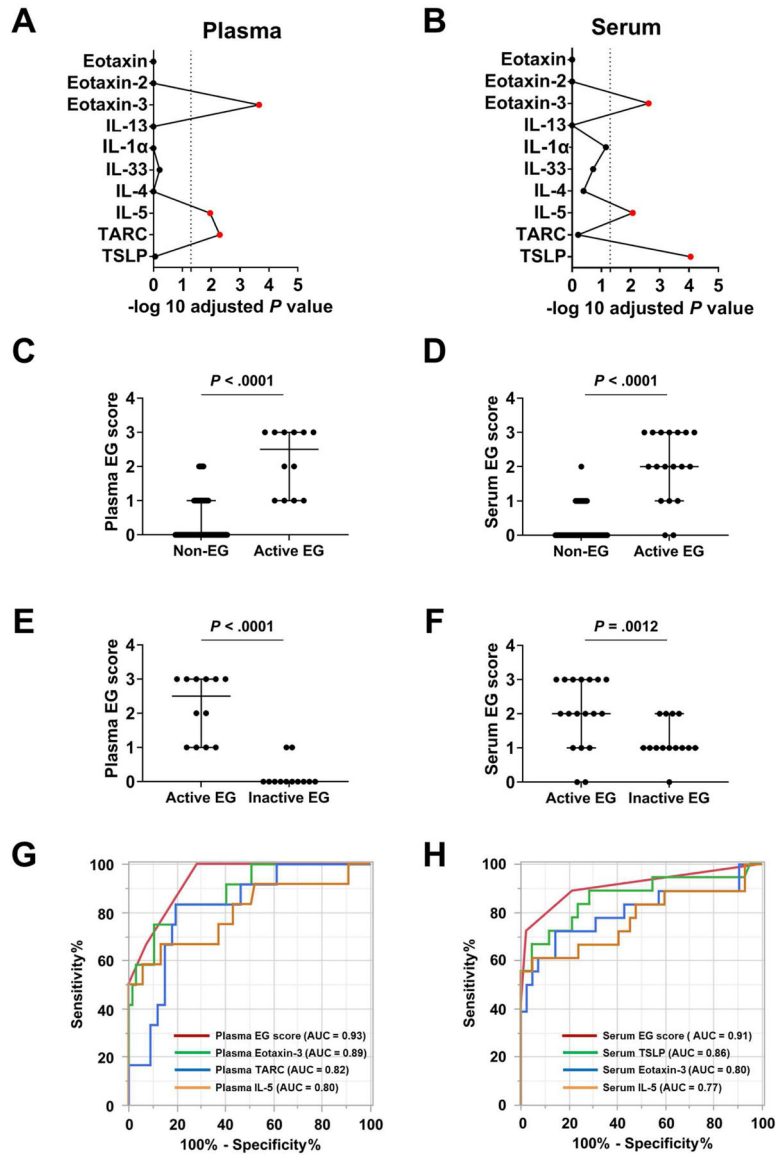 A
Plasma
Eotaxin
Eotaxin-2
Eotaxin-3
IL-13
IL-1α
IL-33
IL-4
IL-5
TARC
TSLP
0 1 2 3 4 5
-log 10 adjusted P value
B
Serum
Eotaxin
Eotaxin-2
Eotaxin-3
IL-13
IL-1α
IL-33
IL-4
IL-5
TARC
TSLP
0 1 2 3 4 5
-log 10 adjusted P value
C
P < .0001
Plasma EG score
4
3
2
1
0
Non-EG Active EG
D
P < .0001
Serum EG score
4
3
2
1
0
Non-EG Active EG
E
P < .0001
Plasma EG score
4
3
2
1
0
Active EG Inactive EG
F
P = .0012
Serum EG score
4
3
2
1
0
Active EG Inactive EG
G
Sensitivity%
100
80
60
40
20
0
Plasma EG score (AUC = 0.93)
Plasma Eotaxin-3 (AUC = 0.89)
Plasma TARC (AUC = 0.82)
Plasma IL-5 (AUC = 0.80)
0 20 40 60 80 100
100% - Specificity%
H
Sensitivity%
100
80
60
40
20
0
Serum EG score ( AUC = 0.91)
Serum TSLP (AUC = 0.86)
Serum Eotaxin-3 (AUC = 0.80)
Serum IL-5 (AUC = 0.77)
0 20 40 60 80 100
100% - Specificity%